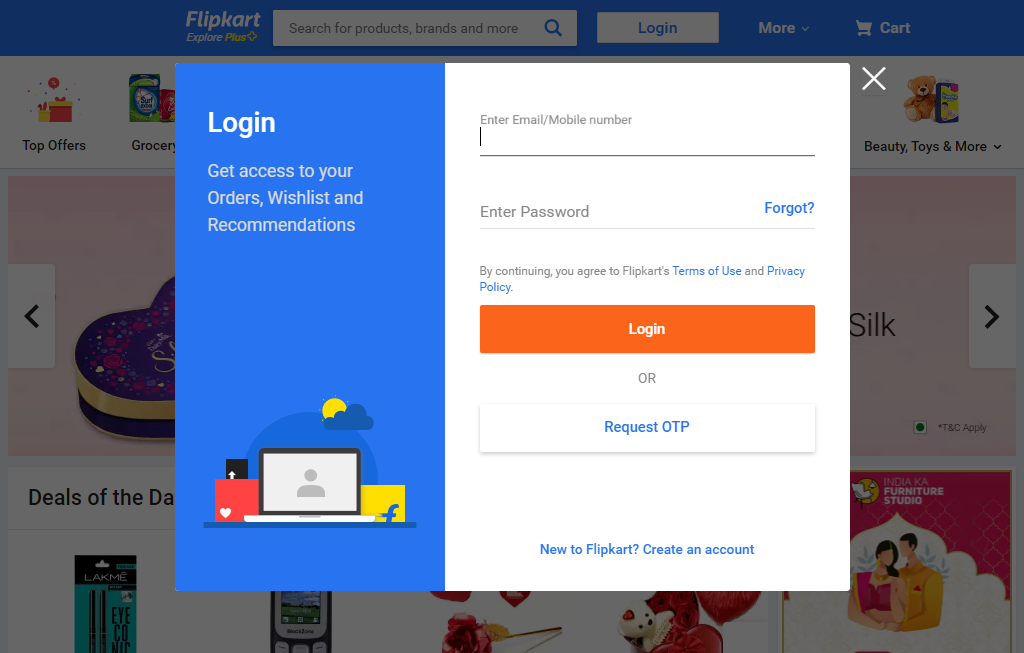 Flipkart
Explore Plus
Search for products, brands and more
Login
More
Cart
Top Offers
Grocery
Beauty, Toys & More
Login
Get access to your
Orders, Wishlist and
Recommendations
Enter Email/Mobile number
Enter Password
Forgot?
By continuing, you agree to Flipkart's Terms of Use and Privacy
Policy.
Login
OR
Request OTP
New to Flipkart? Create an account
Silk
*T&C Apply
Deals of the Da
INDIA KA
FURNITURE
STUDIO
LAKMÉ
EYE
CO
NIC